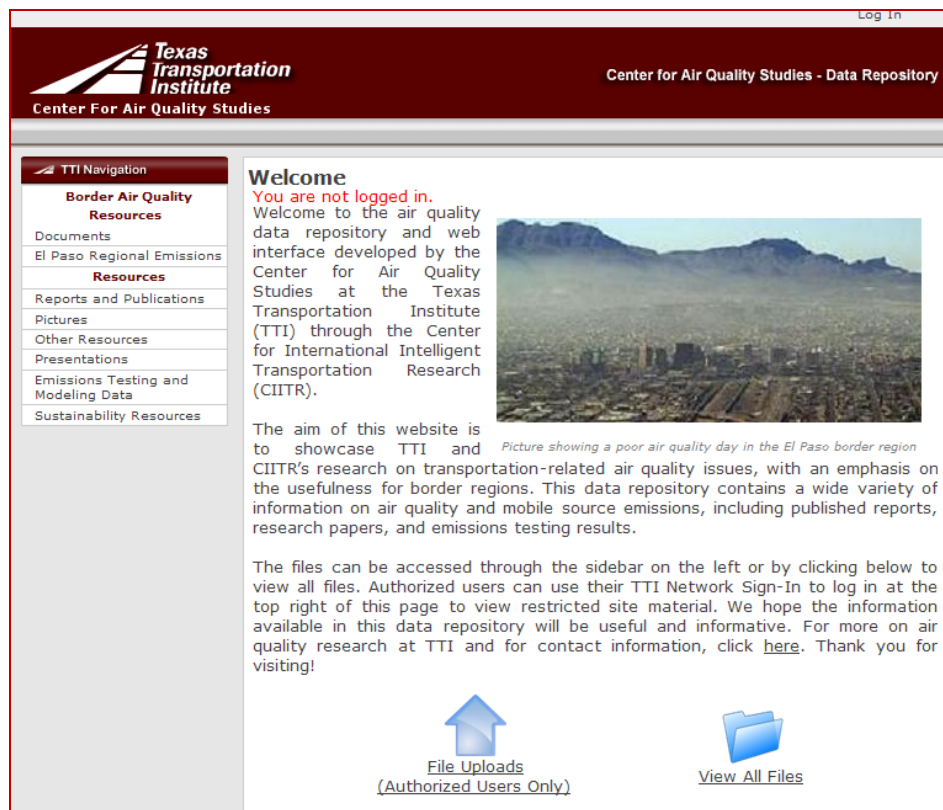 Log In
Texas
Transportation
Institute
Center For Air Quality Studies
Center for Air Quality Studies - Data Repository
TTI Navigation
Border Air Quality
Resources
Documents
El Paso Regional Emissions
Resources
Reports and Publications
Pictures
Other Resources
Presentations
Emissions Testing and
Modeling Data
Sustainability Resources
Welcome
You are not logged in.
Welcome to the air quality
data repository and web
interface developed by the
Center for Air Quality
Studies at the Texas
Transportation Institute
(TTI) through the Center
for International Intelligent
Transportation Research
(CIITR).
Picture showing a poor air quality day in the El Paso border region
The aim of this website is
to showcase TTI and
CIITR's research on transportation-related air quality issues, with an emphasis on
the usefulness for border regions. This data repository contains a wide variety of
information on air quality and mobile source emissions, including published reports,
research papers, and emissions testing results.
The files can be accessed through the sidebar on the left or by clicking below to
view all files. Authorized users can use their TTI Network Sign-In to log in at the
top right of this page to view restricted site material. We hope the information
available in this data repository will be useful and informative. For more on air
quality research at TTI and for contact information, click here. Thank you for
visiting!
File Uploads
(Authorized Users Only)
View All Files